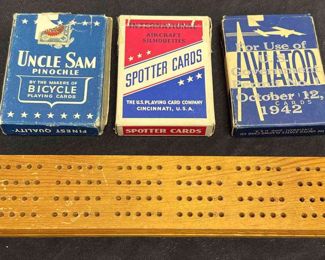 UNCLE SAM
PINOCHLE
BY THE MAKERS OF
BICYCLE
PLAYING CARDS
FINEST QUALITY
AIRCRAFT
SILHOUETTES
SPOTTER CARDS
THE U.S. PLAYING CARD COMPANY
CINCINNATI, U.S.A.
SPOTTER CARDS
For Use of
AVIATOR
October 12,
CARDS
1942